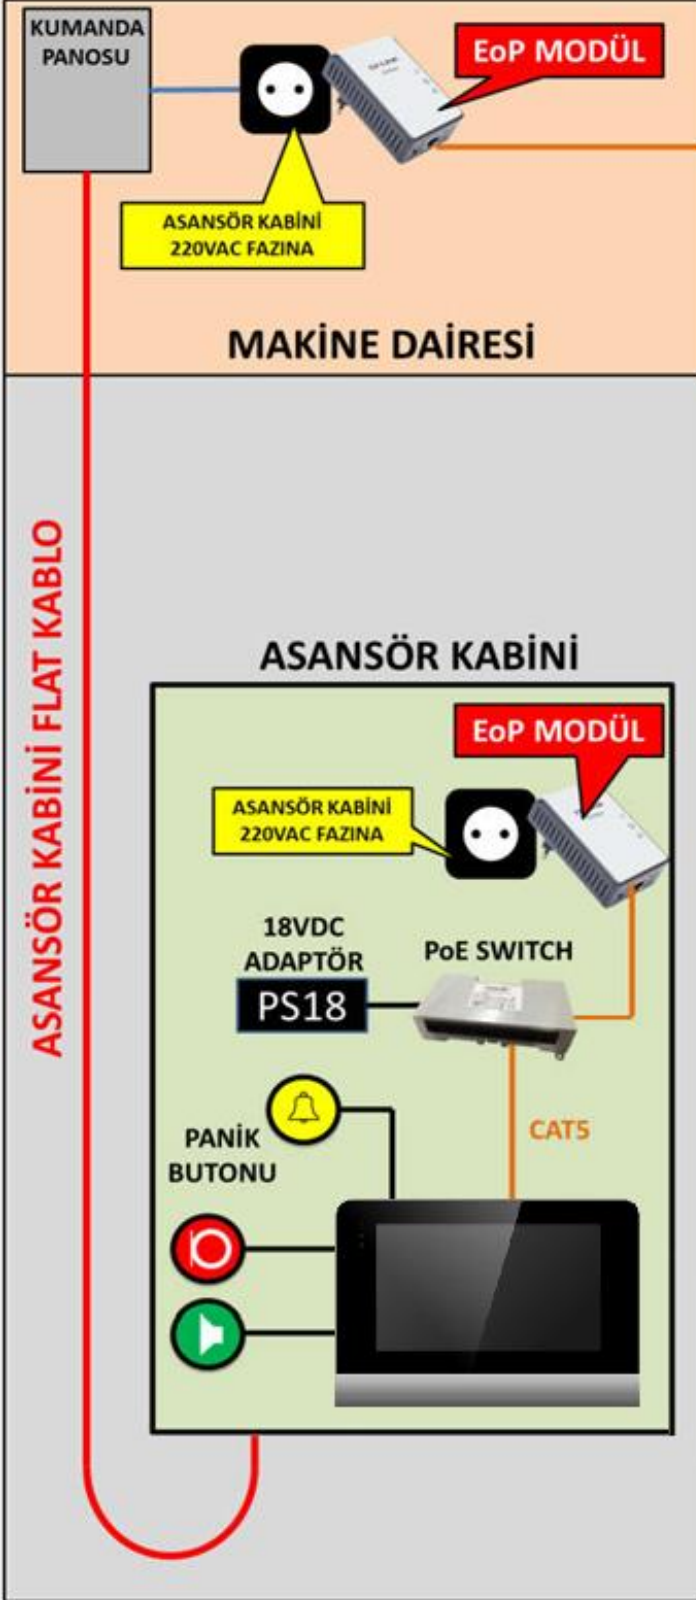 KUMANDA
PANOSU
EoP MODÜL
ASANSÖR KABİNİ
220VAC FAZINA
MAKİNE DAİRESİ
ASANSÖR KABİNİ FLAT KABLO
ASANSÖR KABİNİ
EoP MODÜL
ASANSÖR KABİNİ
220VAC FAZINA
18VDC
ADAPTÖR
PS18
PoE SWITCH
CAT5
PANİK
BUTONU